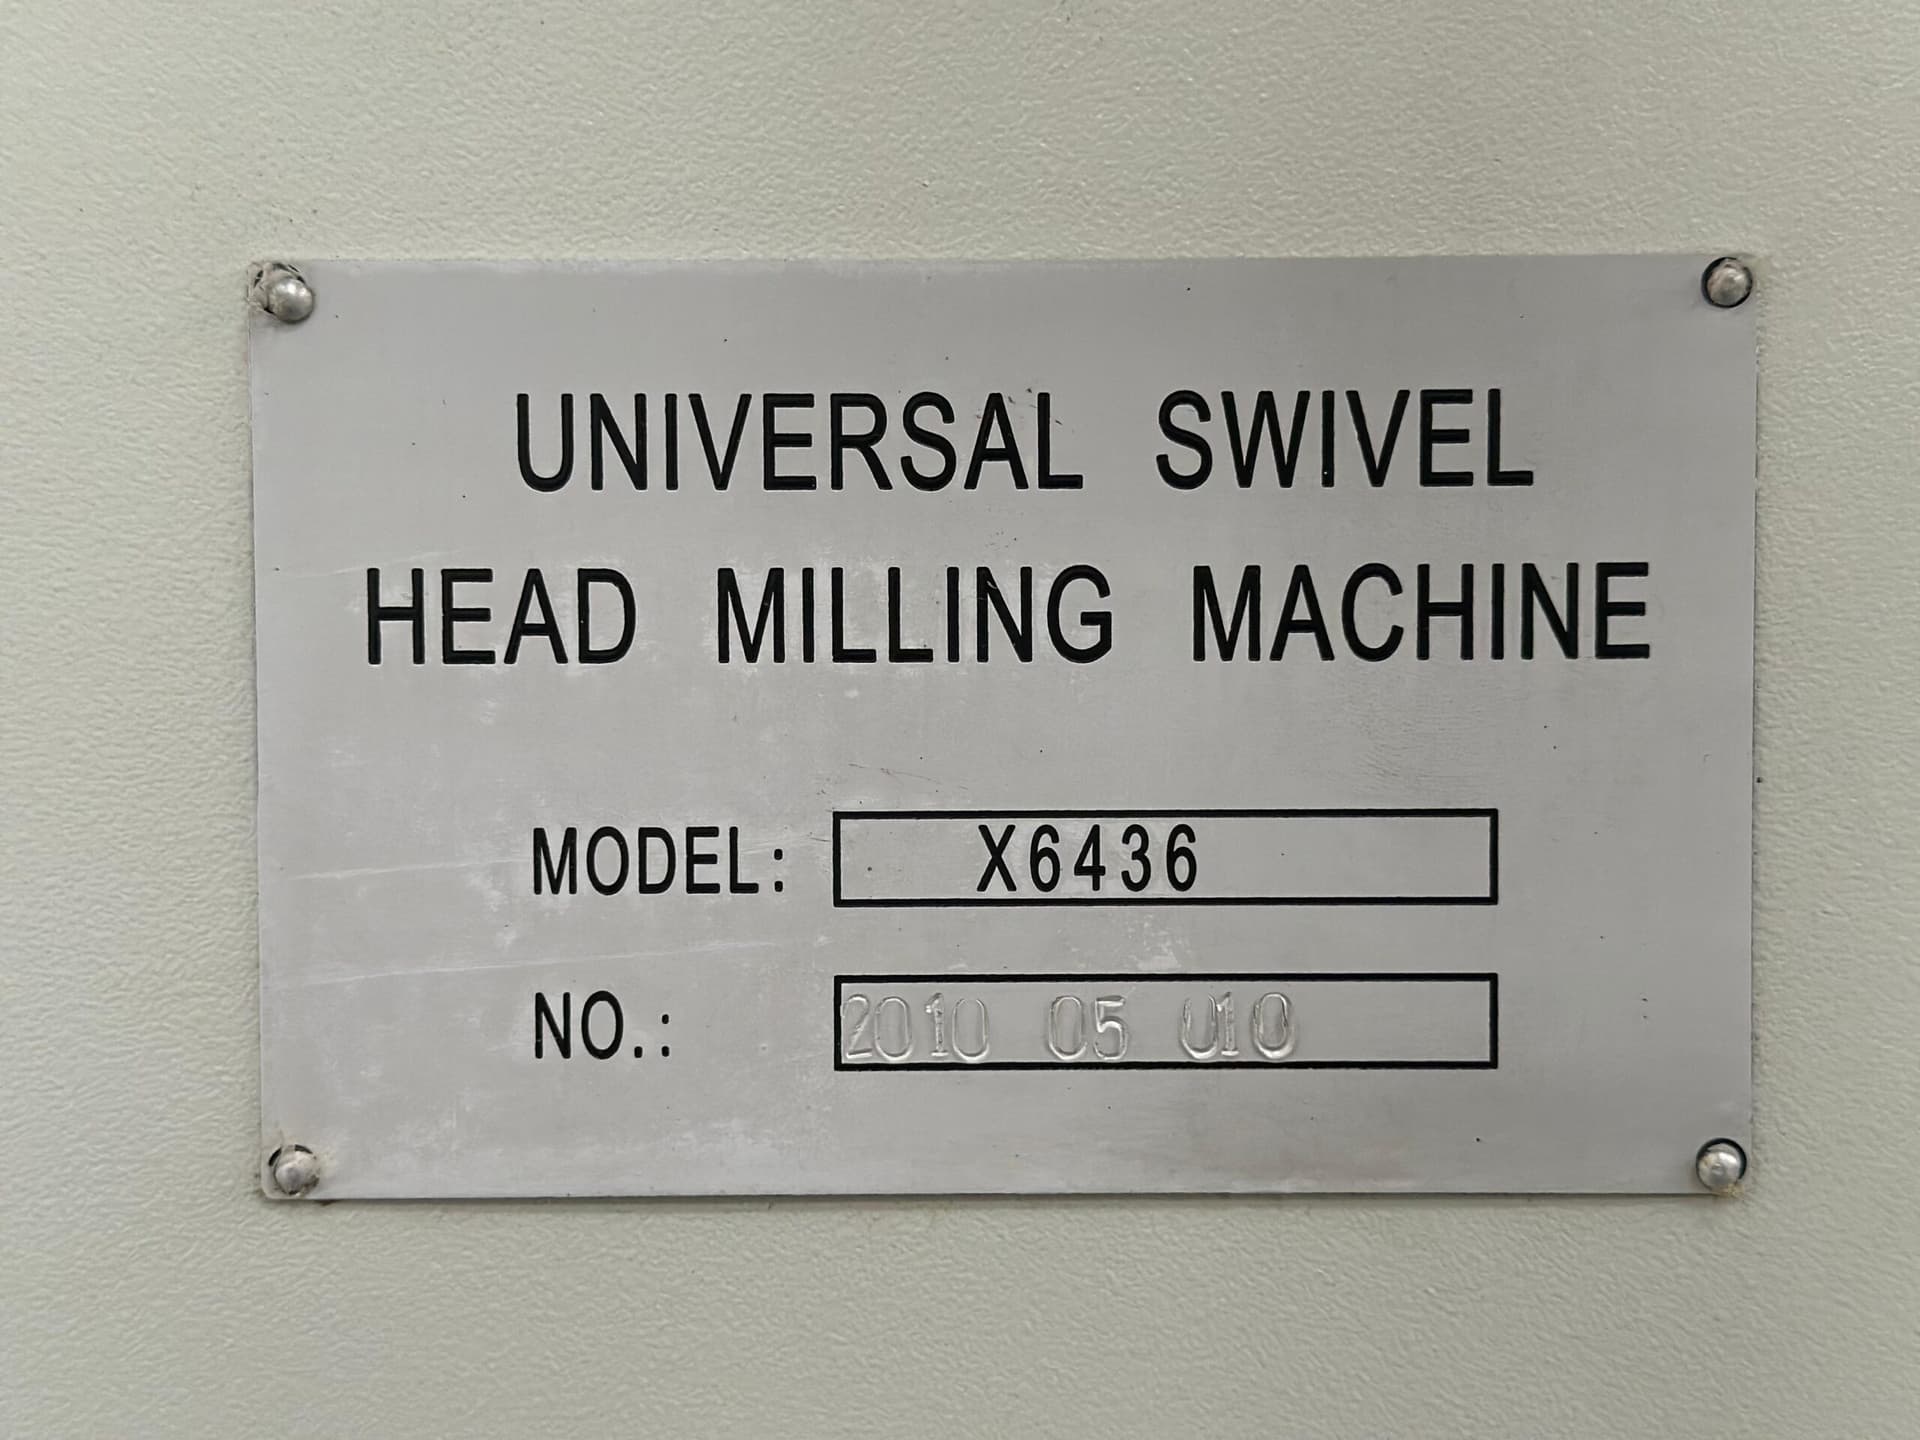 UNIVERSAL SWIVEL
HEAD MILLING MACHINE
MODEL: X6436
NO.: 2010 05 010